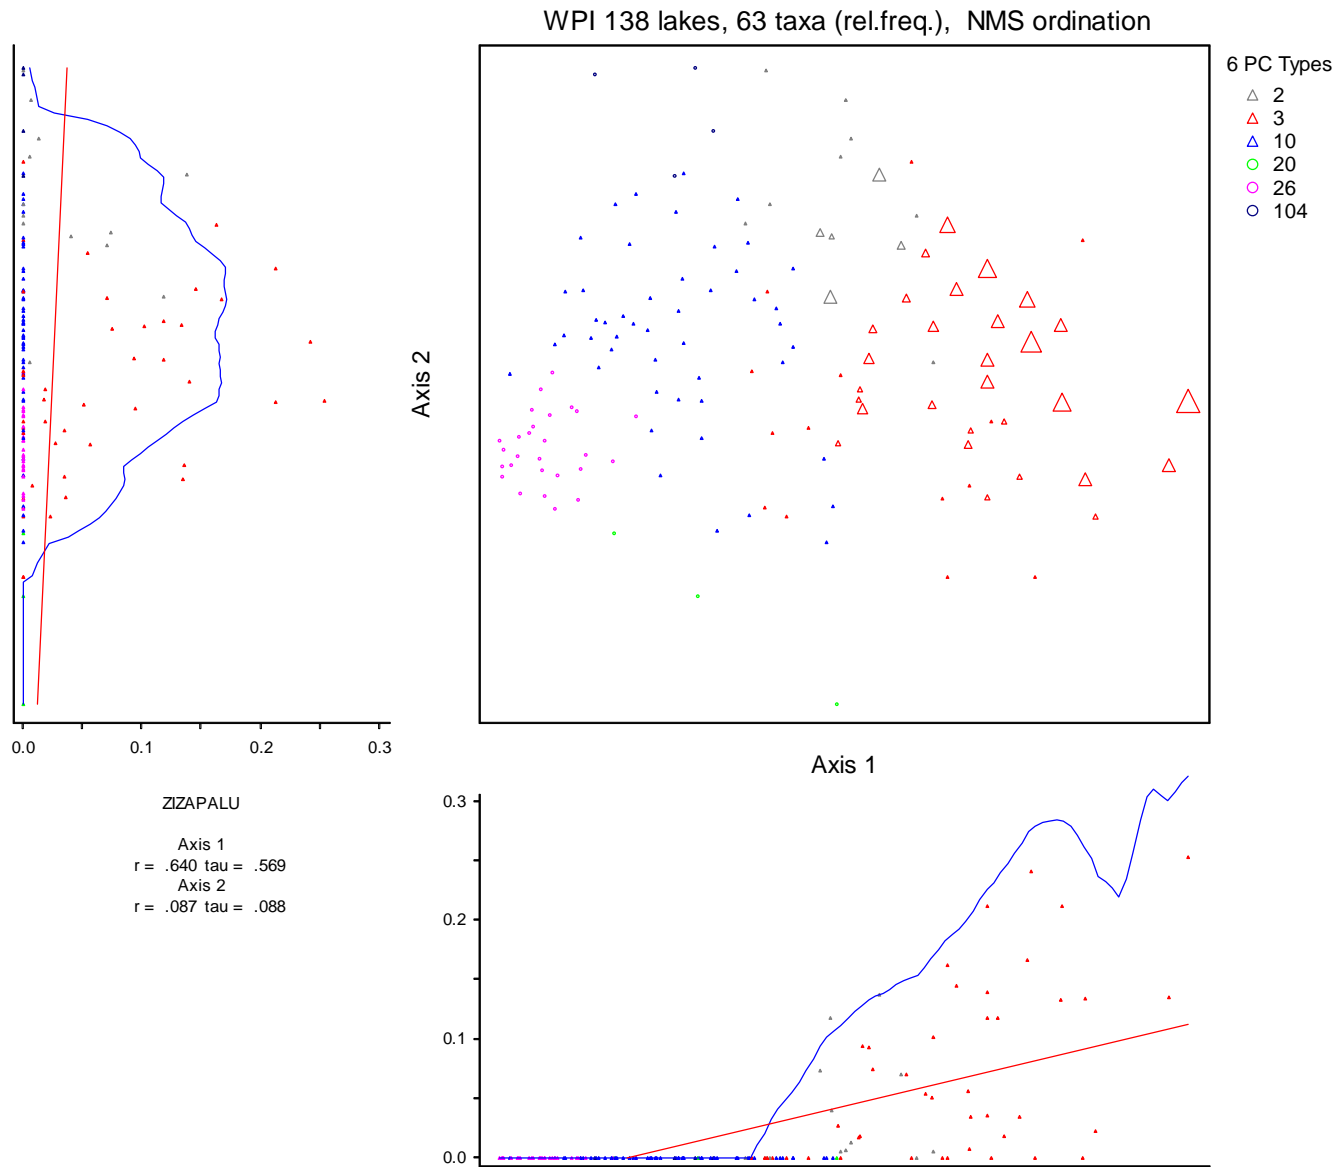 WPI 138 lakes, 63 taxa (rel.freq.), NMS ordination
6 PC Types
2
3
10
20
26
104
Axis 2
0.0 0.1 0.2 0.3
Axis 1
ZIZAPALU
Axis 1
r = .640 tau = .569
Axis 2
r = .087 tau = .088
0.3
0.2
0.1
0.0